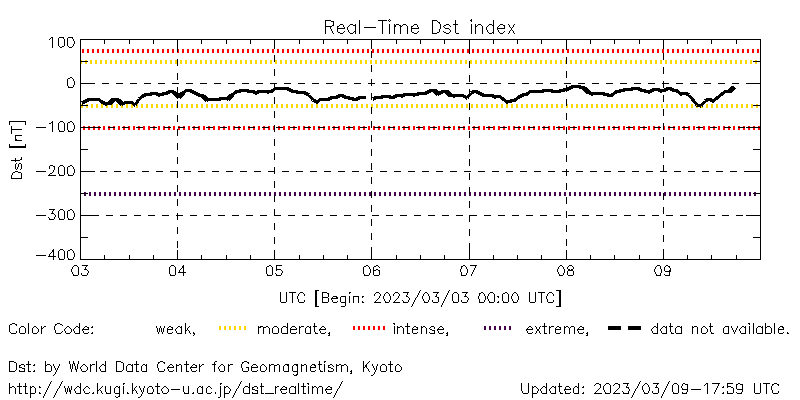 Real-Time Dst index
100
0
-100
-200
-300
-400
Dst [nT]
03 04 05 06 07 08 09
UTC [Begin: 2023/03/03 00:00 UTC]
Color Code: weak, moderate, intense, extreme, data not available.
Dst: by World Data Center for Geomagnetism, Kyoto
http://wdc.kugi.kyoto-u.ac.jp/dst_realtime/ Updated: 2023/03/09-17:59 UTC